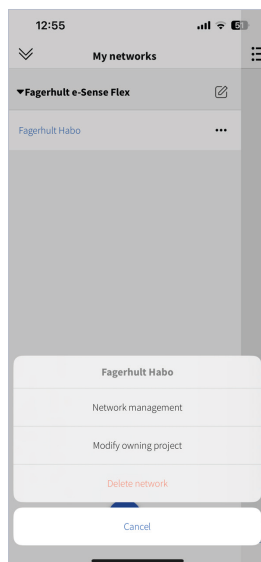 12:55
51
My networks
▾Fagerhult e-Sense Flex
Fagerhult Habo
•••
Fagerhult Habo
Network management
Modify owning project
Delete network
Cancel